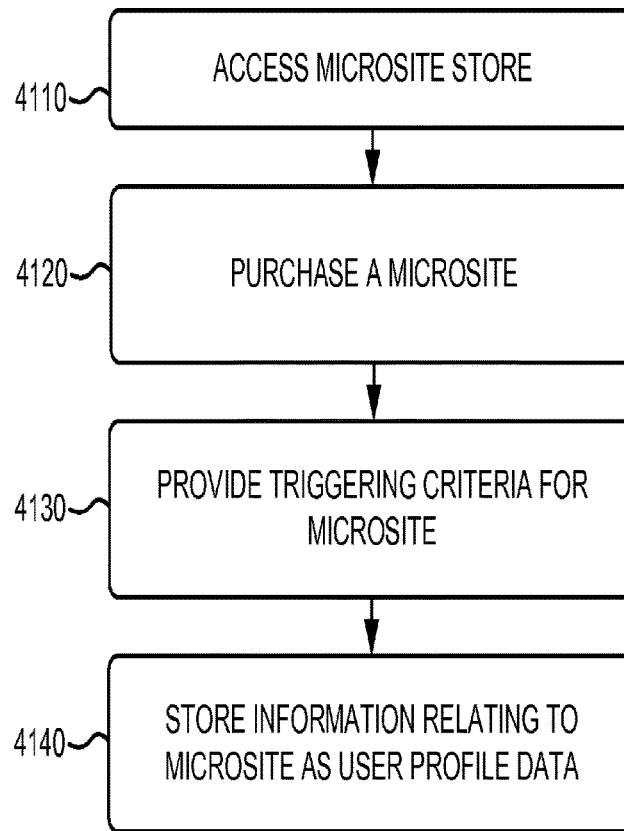 4110
ACCESS MICROSITE STORE
4120
PURCHASE A MICROSITE
4130
PROVIDE TRIGGERING CRITERIA FOR
MICROSITE
4140
STORE INFORMATION RELATING TO
MICROSITE AS USER PROFILE DATA